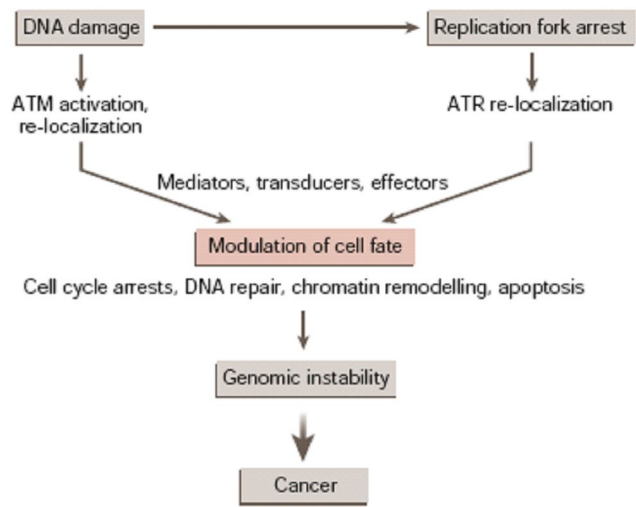 DNA damage
Replication fork arrest
ATM activation,
re-localization
ATR re-localization
Mediators, transducers, effectors
Modulation of cell fate
Cell cycle arrests, DNA repair, chromatin remodelling, apoptosis
Genomic instability
Cancer